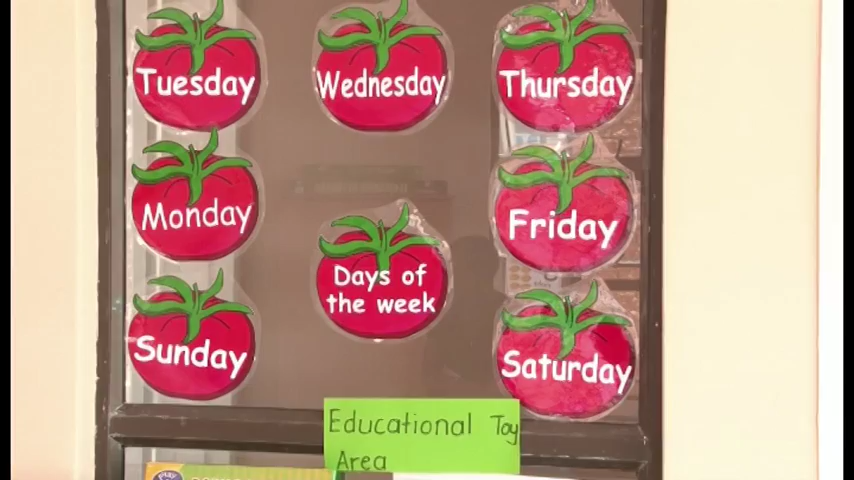 Tuesday
Wednesday
Thursday
Monday
Friday
Days of
the week
Sunday
Saturday
Educational Toy
Area